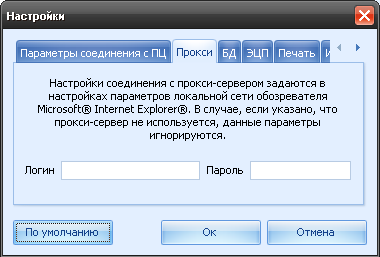 Настройки
Параметры соединения с ПЦ Прокси БД ЭЦП Печать
Настройки соединения с прокси-сервером задаются в
настройках параметров локальной сети обозревателя
Microsoft® Internet Explorer®. В случае, если указано, что
прокси-сервер не используется, данные параметры
игнорируются.
Логин Пароль
По умолчанию Ок Отмена